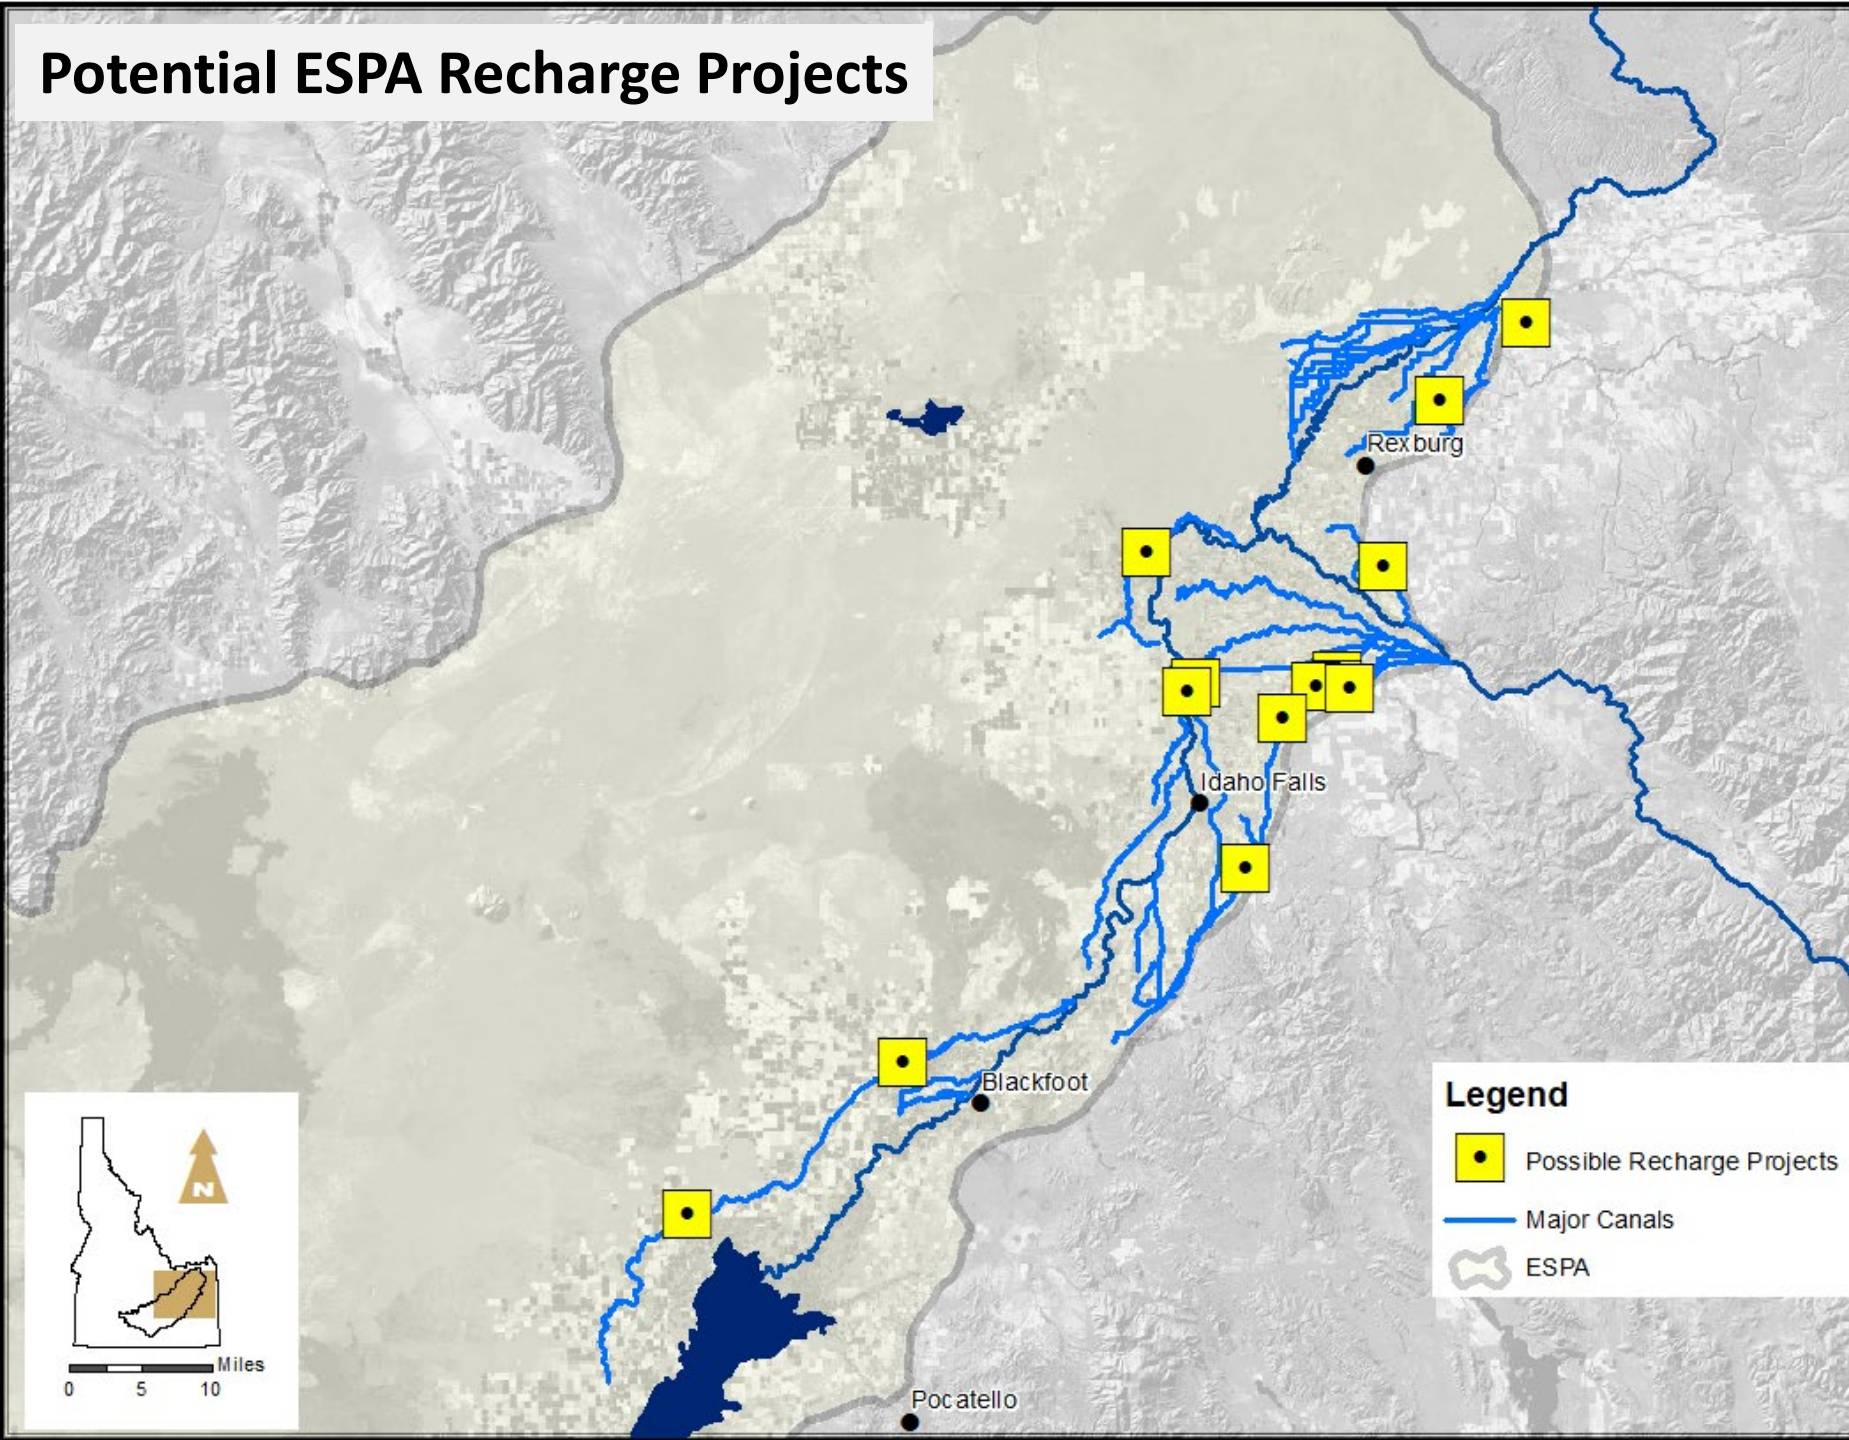 Potential ESPA Recharge Projects
Rexburg
Idaho Falls
Blackfoot
Pocatello
N
Miles
0 5 10
Legend
Possible Recharge Projects
Major Canals
ESPA